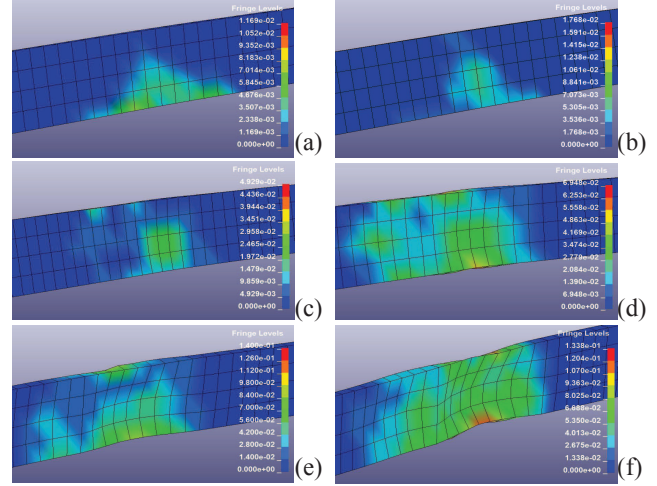 Fringe Levels
1.169e-02
1.052e-02
9.352e-03
8.183e-03
7.014e-03
5.845e-03
4.676e-03
3.507e-03
2.338e-03
1.169e-03
0.000e+00
(a)
Fringe Levels
1.768e-02
1.591e-02
1.415e-02
1.238e-02
1.061e-02
8.841e-03
7.073e-03
5.305e-03
3.536e-03
1.768e-03
0.000e+00
(b)
Fringe Levels
4.929e-02
4.436e-02
3.944e-02
3.451e-02
2.958e-02
2.465e-02
1.972e-02
1.479e-02
9.859e-03
4.929e-03
0.000e+00
(c)
Fringe Levels
6.948e-02
6.253e-02
5.558e-02
4.863e-02
4.169e-02
3.474e-02
2.779e-02
2.084e-02
1.390e-02
6.948e-03
0.000e+00
(d)
Fringe Levels
1.400e-01
1.260e-01
1.120e-01
9.800e-02
8.400e-02
7.000e-02
5.600e-02
4.200e-02
2.800e-02
1.400e-02
0.000e+00
(e)
Fringe Levels
1.338e-01
1.204e-01
1.070e-01
9.363e-02
8.025e-02
6.688e-02
5.350e-02
4.013e-02
2.675e-02
1.338e-02
0.000e+00
(f)